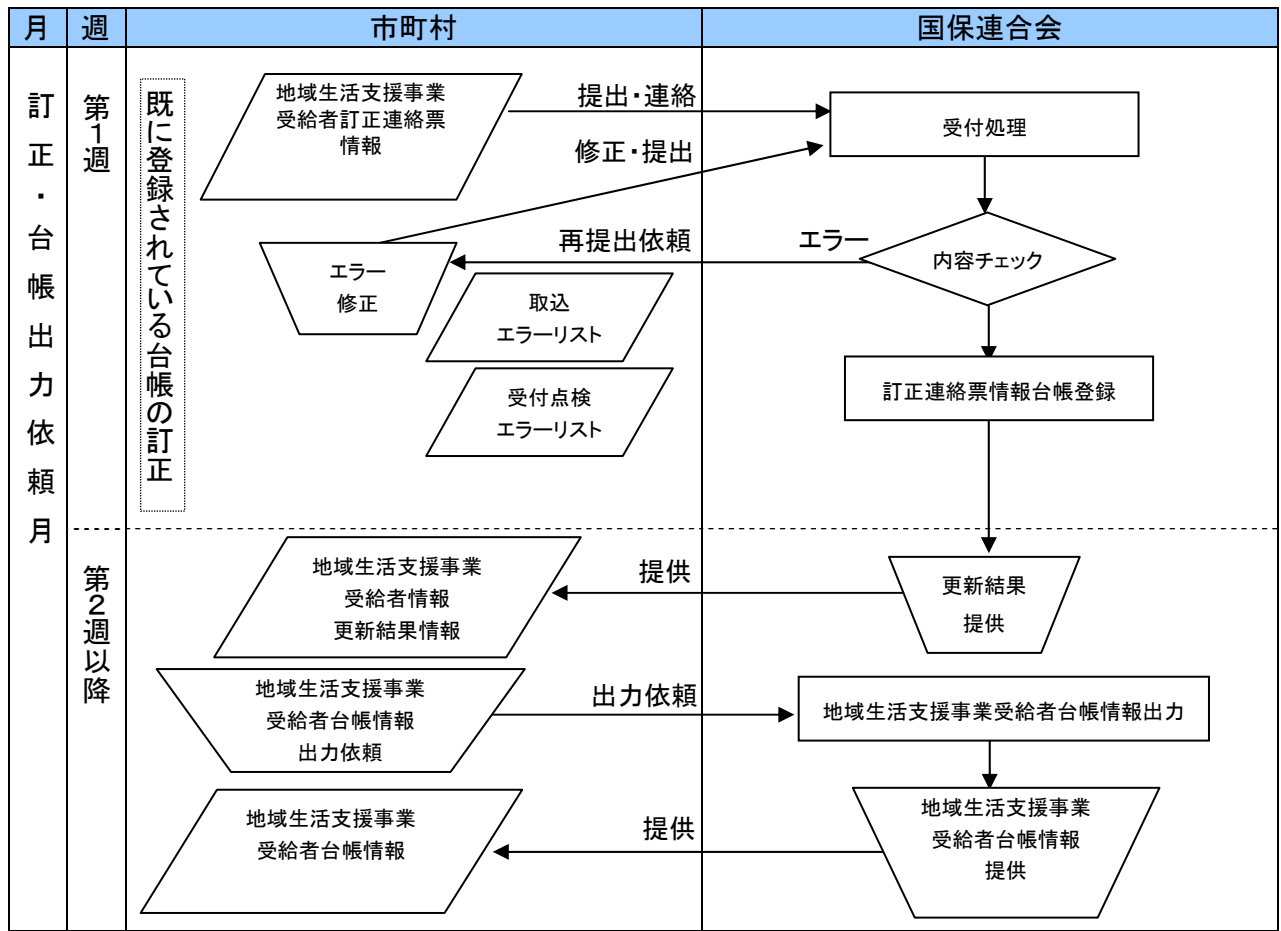 月 週 市町村 国保連合会
訂正・台帳出力依頼月
第1週
既に登録されている台帳の訂正
地域生活支援事業
受給者訂正連絡票
情報
提出・連絡
受付処理
修正・提出
再提出依頼
エラー
内容チェック
エラー
修正
取込
エラーリスト
受付点検
エラーリスト
訂正連絡票情報台帳登録
第2週以降
地域生活支援事業
受給者情報
更新結果情報
提供
更新結果
提供
地域生活支援事業
受給者台帳情報
出力依頼
出力依頼
地域生活支援事業受給者台帳情報出力
地域生活支援事業
受給者台帳情報
提供
地域生活支援事業
受給者台帳情報
提供